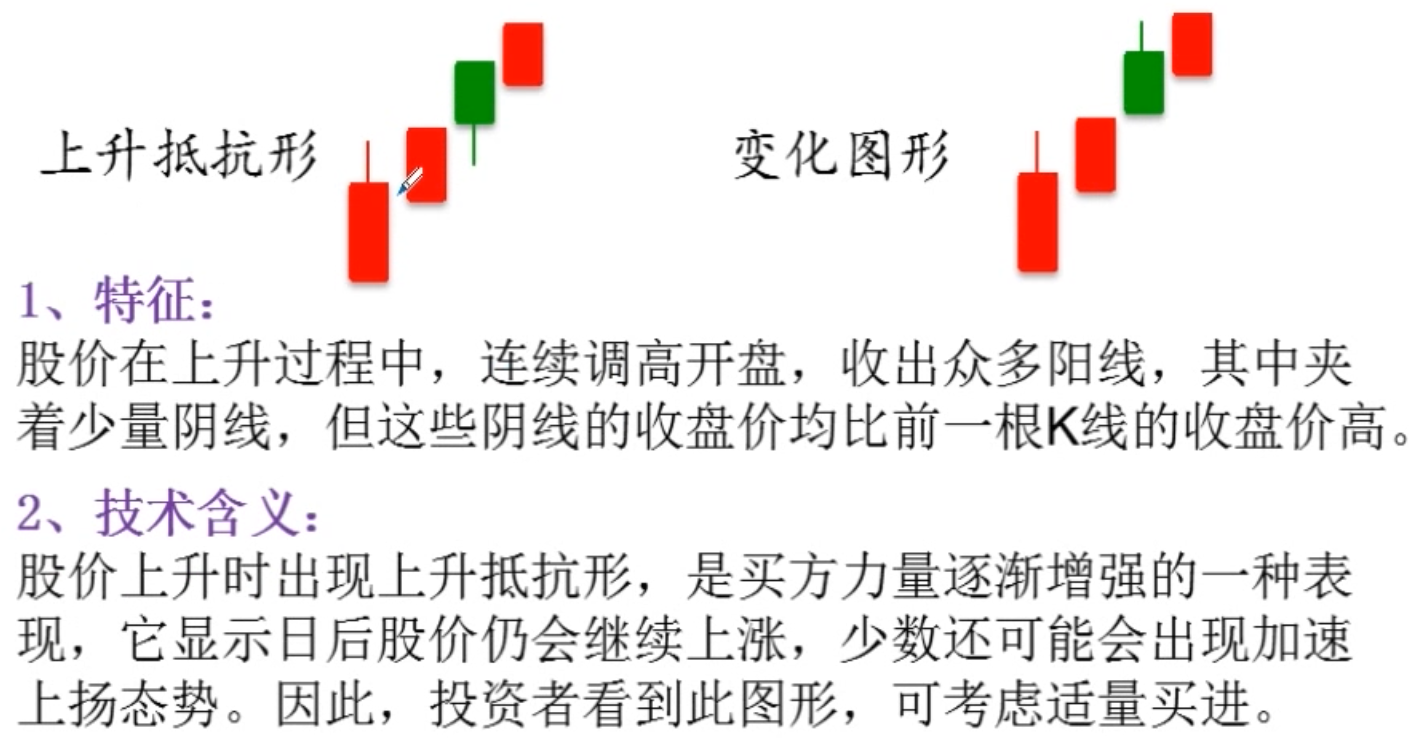 上升抵抗形
变化图形
1、特征：
股价在上升过程中，连续调高开盘，收出众多阳线，其中夹
着少量阴线，但这些阴线的收盘价均比前一根K线的收盘价高。
2、技术含义：
股价上升时出现上升抵抗形，是买方力量逐渐增强的一种表
现，它显示日后股价仍会继续上涨，少数还可能会出现加速
上扬态势。因此，投资者看到此图形，可考虑适量买进。